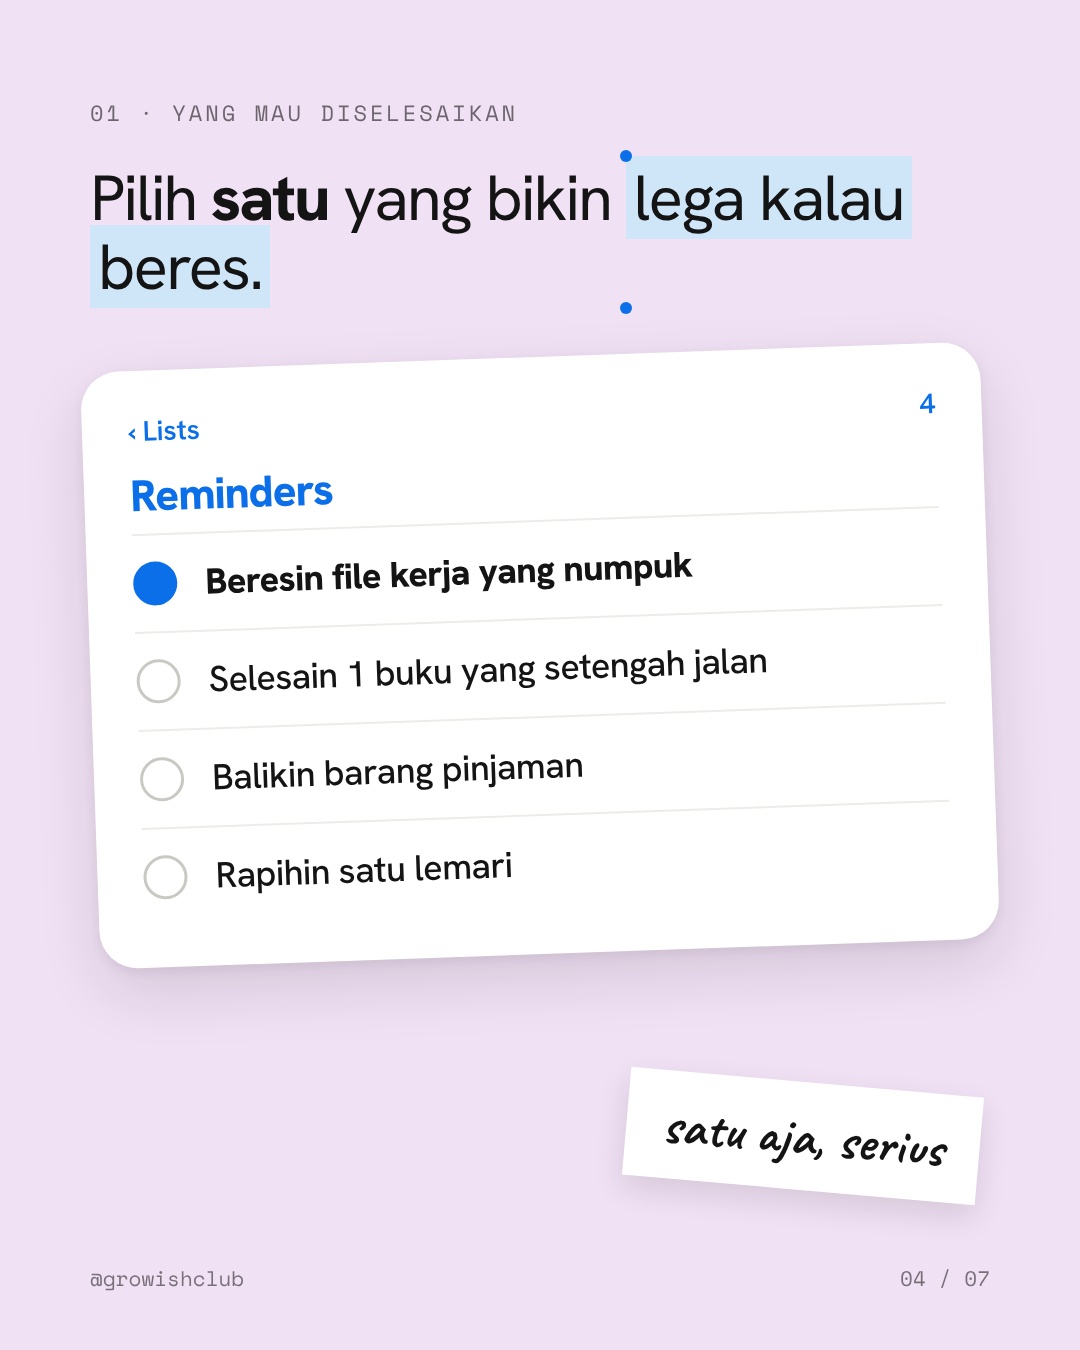 01 · YANG MAU DISELESAIKAN
Pilih satu yang bikin lega kalau
beres.
‹ Lists
4
Reminders
Beresin file kerja yang numpuk
Selesain 1 buku yang setengah jalan
Balikin barang pinjaman
Rapihin satu lemari
satu aja, serius
@growishclub
04 / 07